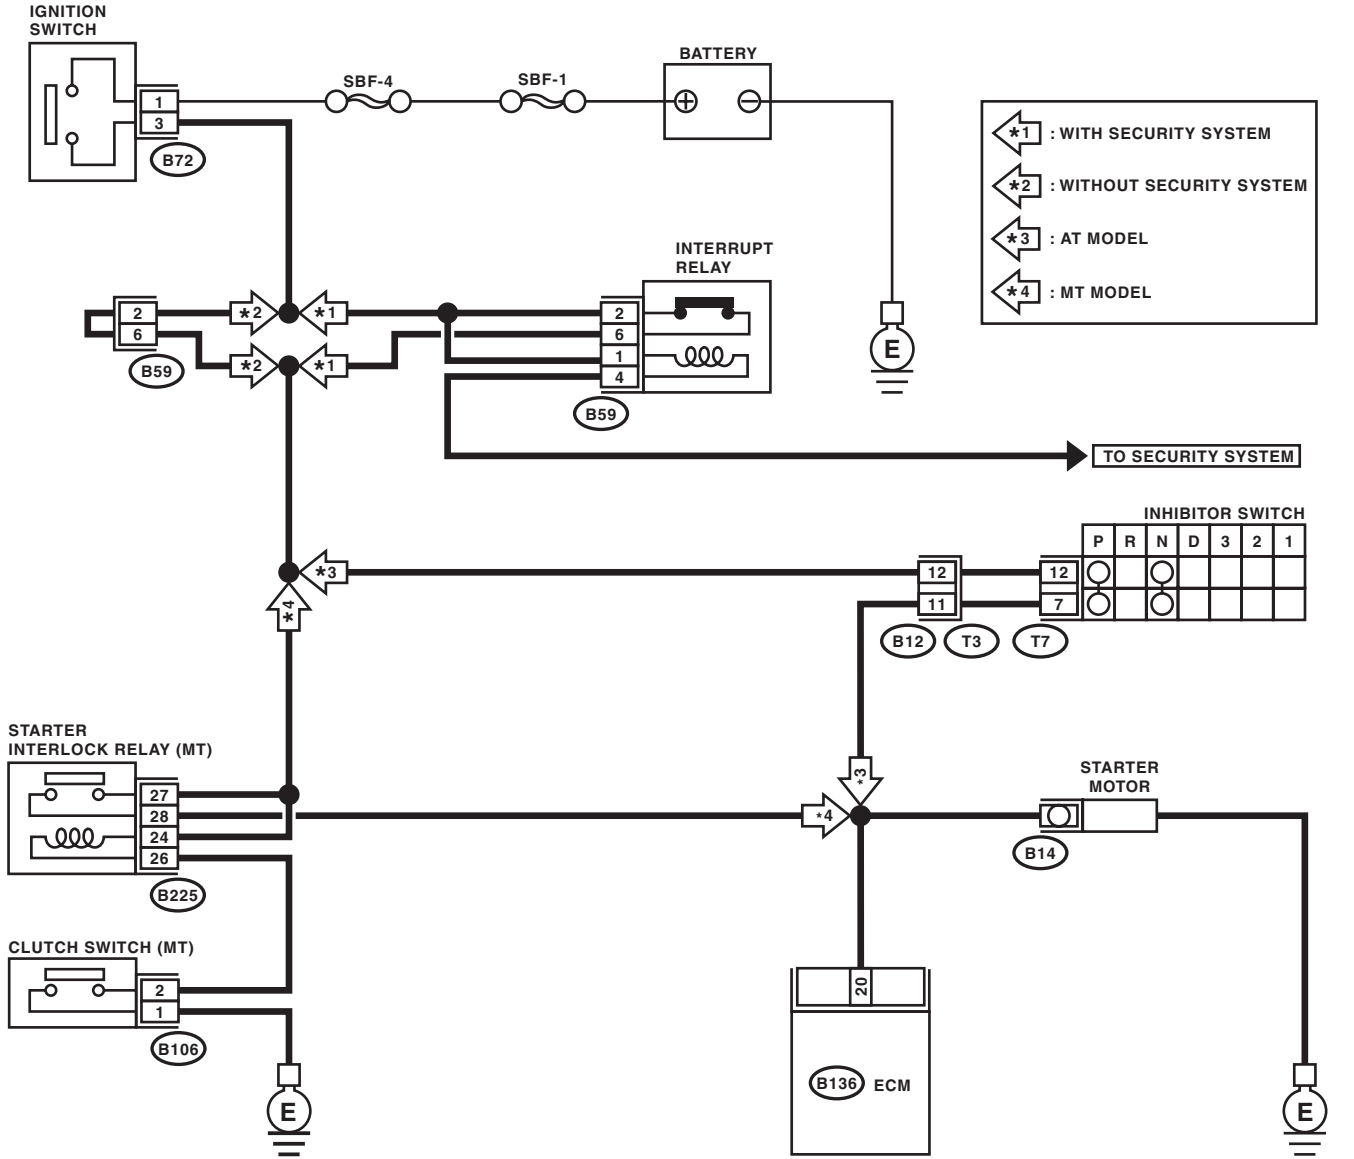 IGNITION
SWITCH
1
3
B72
SBF-4
SBF-1
BATTERY
+
−
E
*1 : WITH SECURITY SYSTEM
*2 : WITHOUT SECURITY SYSTEM
*3 : AT MODEL
*4 : MT MODEL
INTERRUPT
RELAY
2
6
B59
*2
*1
*2
*1
2
6
1
4
B59
TO SECURITY SYSTEM
INHIBITOR SWITCH
P R N D 3 2 1
*3
12
11
12
7
B12
T3
T7
*4
STARTER
INTERLOCK RELAY (MT)
27
28
24
26
B225
*3
*4
STARTER
MOTOR
B14
CLUTCH SWITCH (MT)
2
1
B106
E
20
B136 ECM
E